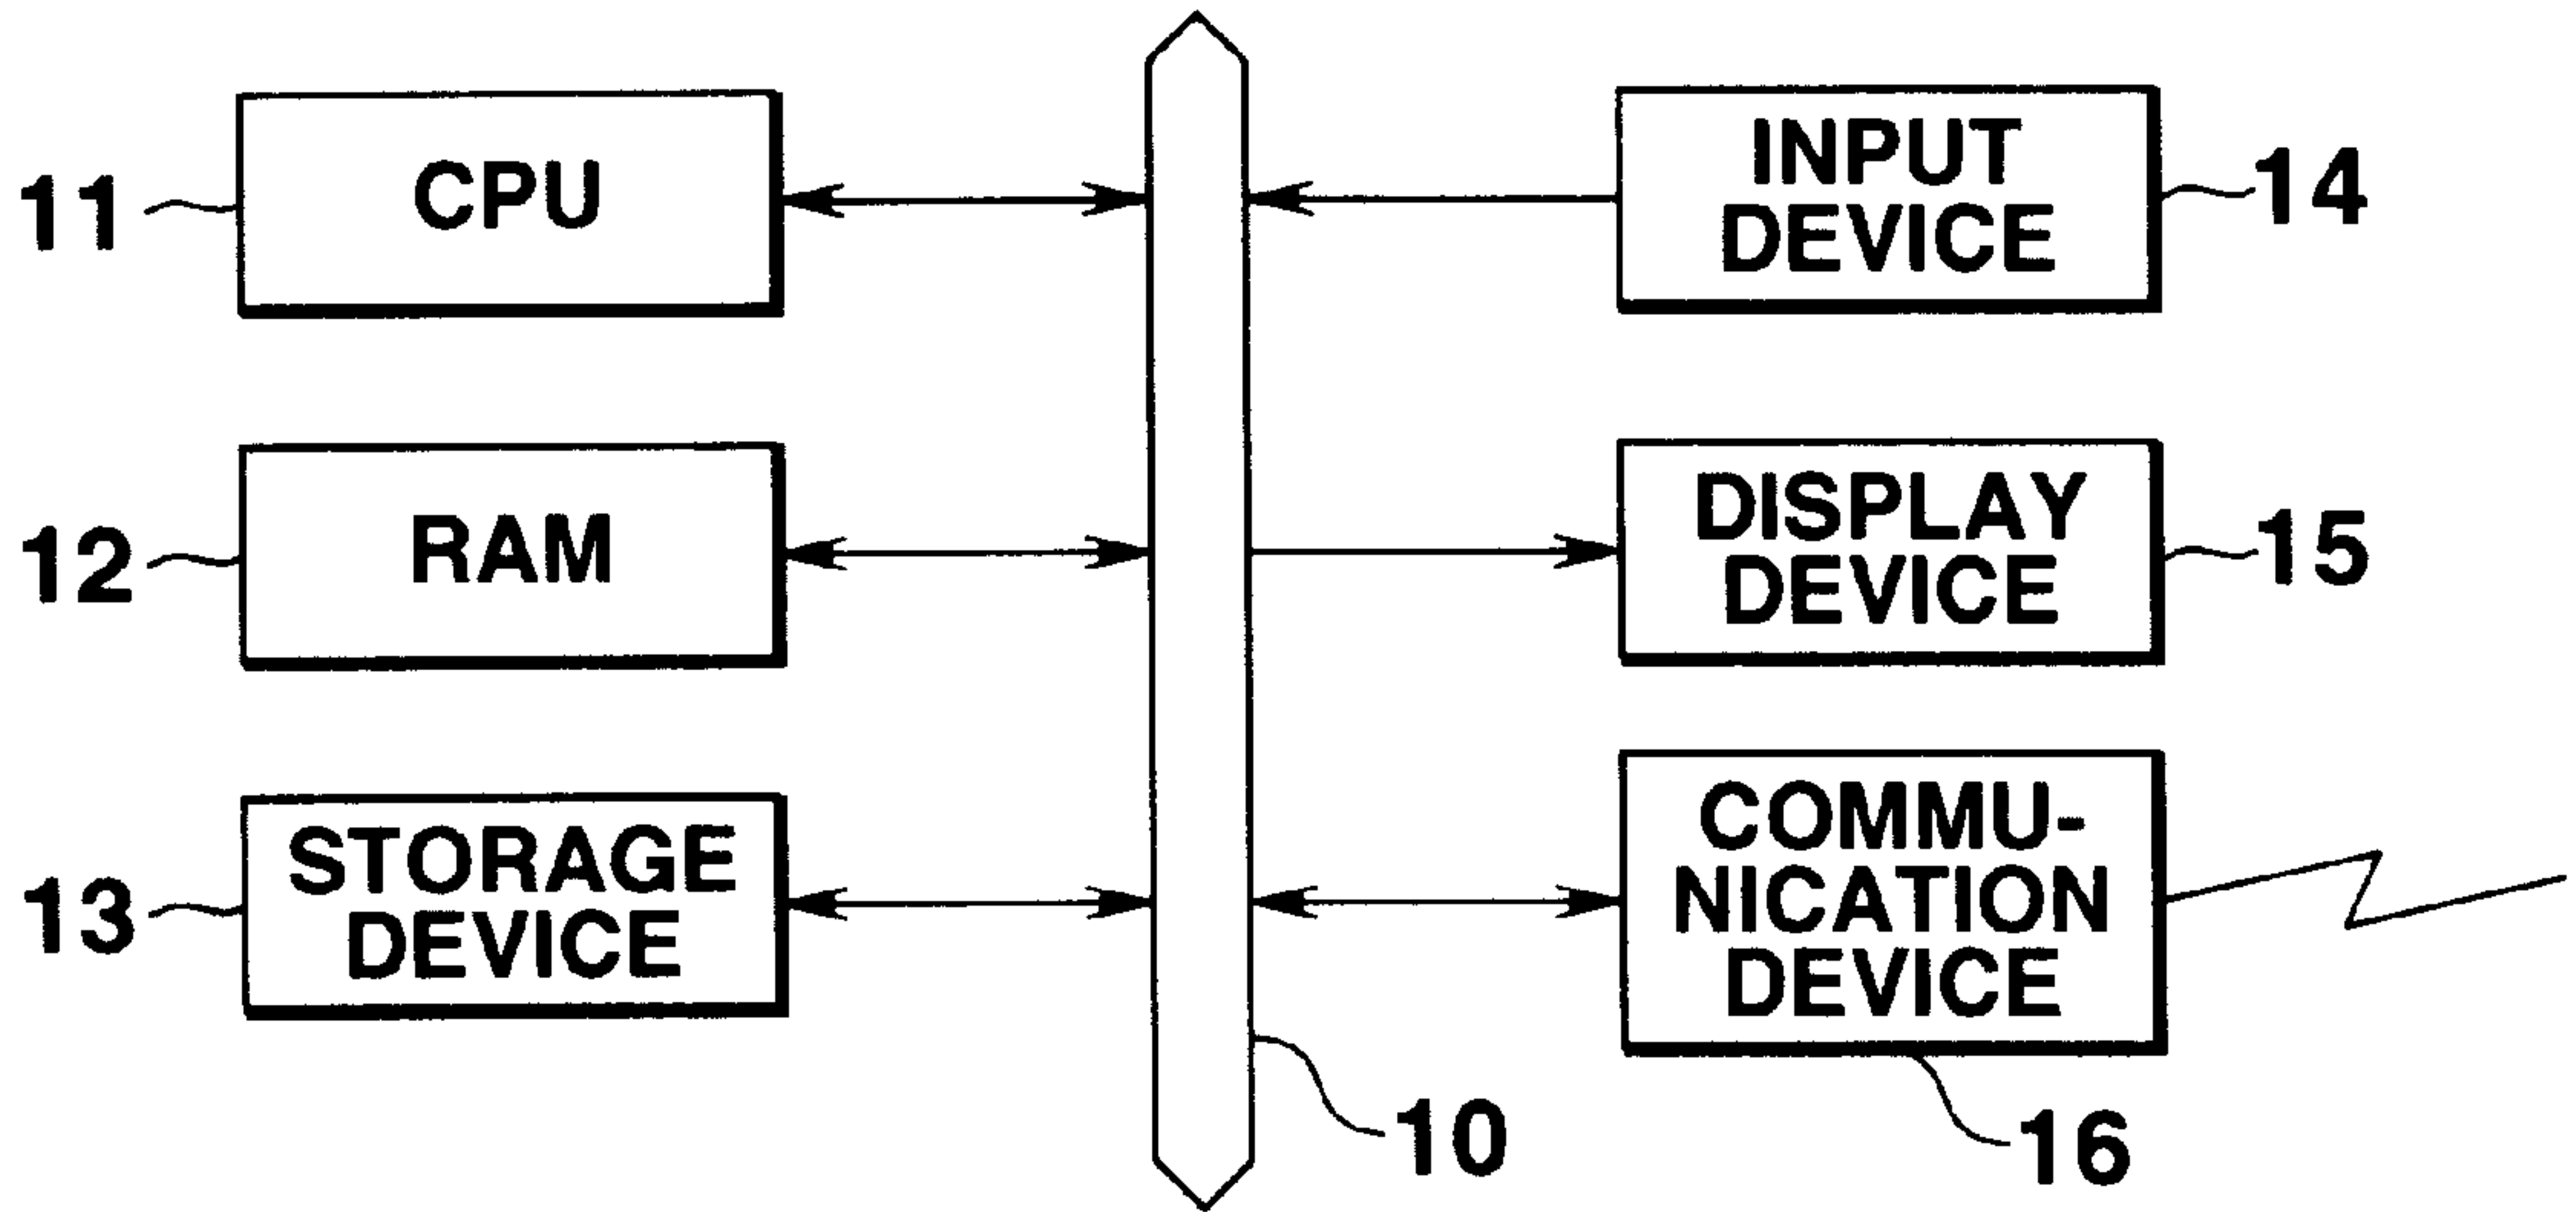 11
CPU
12
RAM
13
STORAGE
DEVICE
INPUT
DEVICE
14
DISPLAY
DEVICE
15
COMMU-
NICATION
DEVICE
10
16